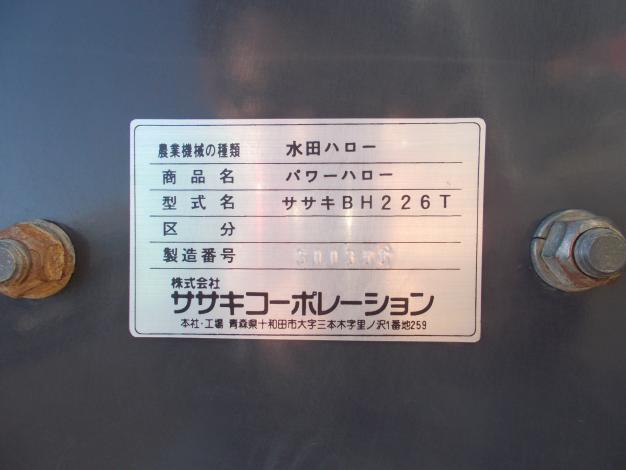 農業機械の種類 水田ハロー
商品名 パワーハロー
型式名 ササキBH226T
区分
製造番号
株式会社
ササキコーポレーション
本社・工場 青森県十和田市大字三本木字里ノ沢1番地259